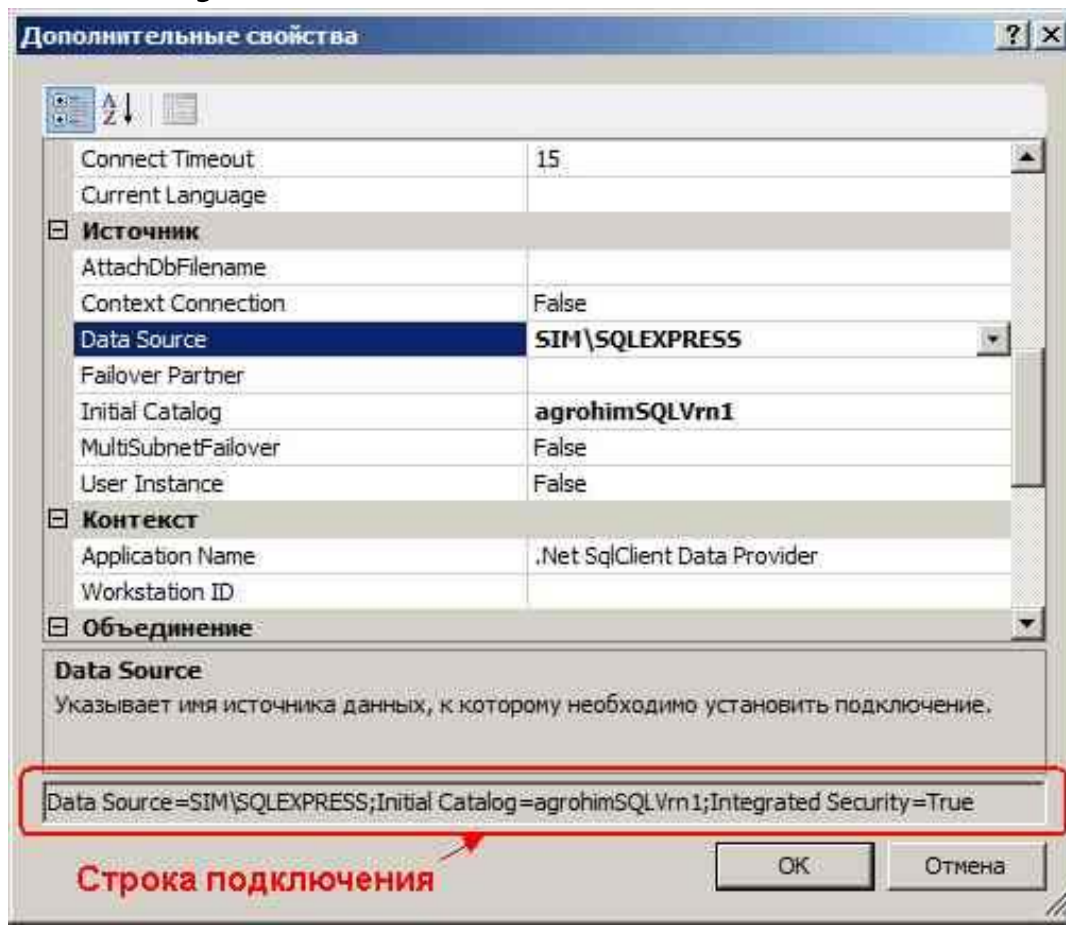 Дополнительные свойства
Connect Timeout 15
Current Language
Источник
AttachDbFilename
Context Connection False
Data Source SIM\SQLEXPRESS
Failover Partner
Initial Catalog agrohimSQLVrn1
MultiSubnetFailover False
User Instance False
Контекст
Application Name .Net SqlClient Data Provider
Workstation ID
Объединение
Data Source
Указывает имя источника данных, к которому необходимо установить подключение.
Data Source=SIM\SQLEXPRESS;Initial Catalog=agrohimSQLVrn1;Integrated Security=True
Строка подключения
OK Отмена